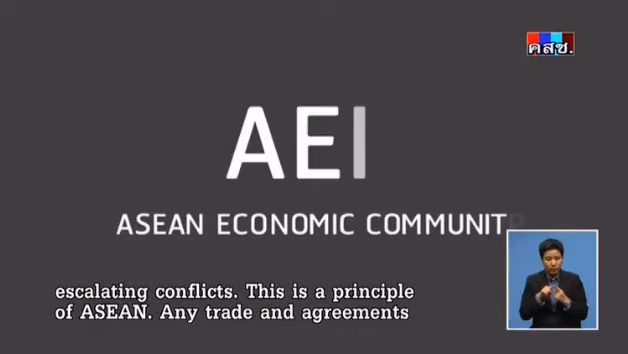 คสช.
AEI
ASEAN ECONOMIC COMMUNIT
escalating conflicts. This is a principle
of ASEAN. Any trade and agreements